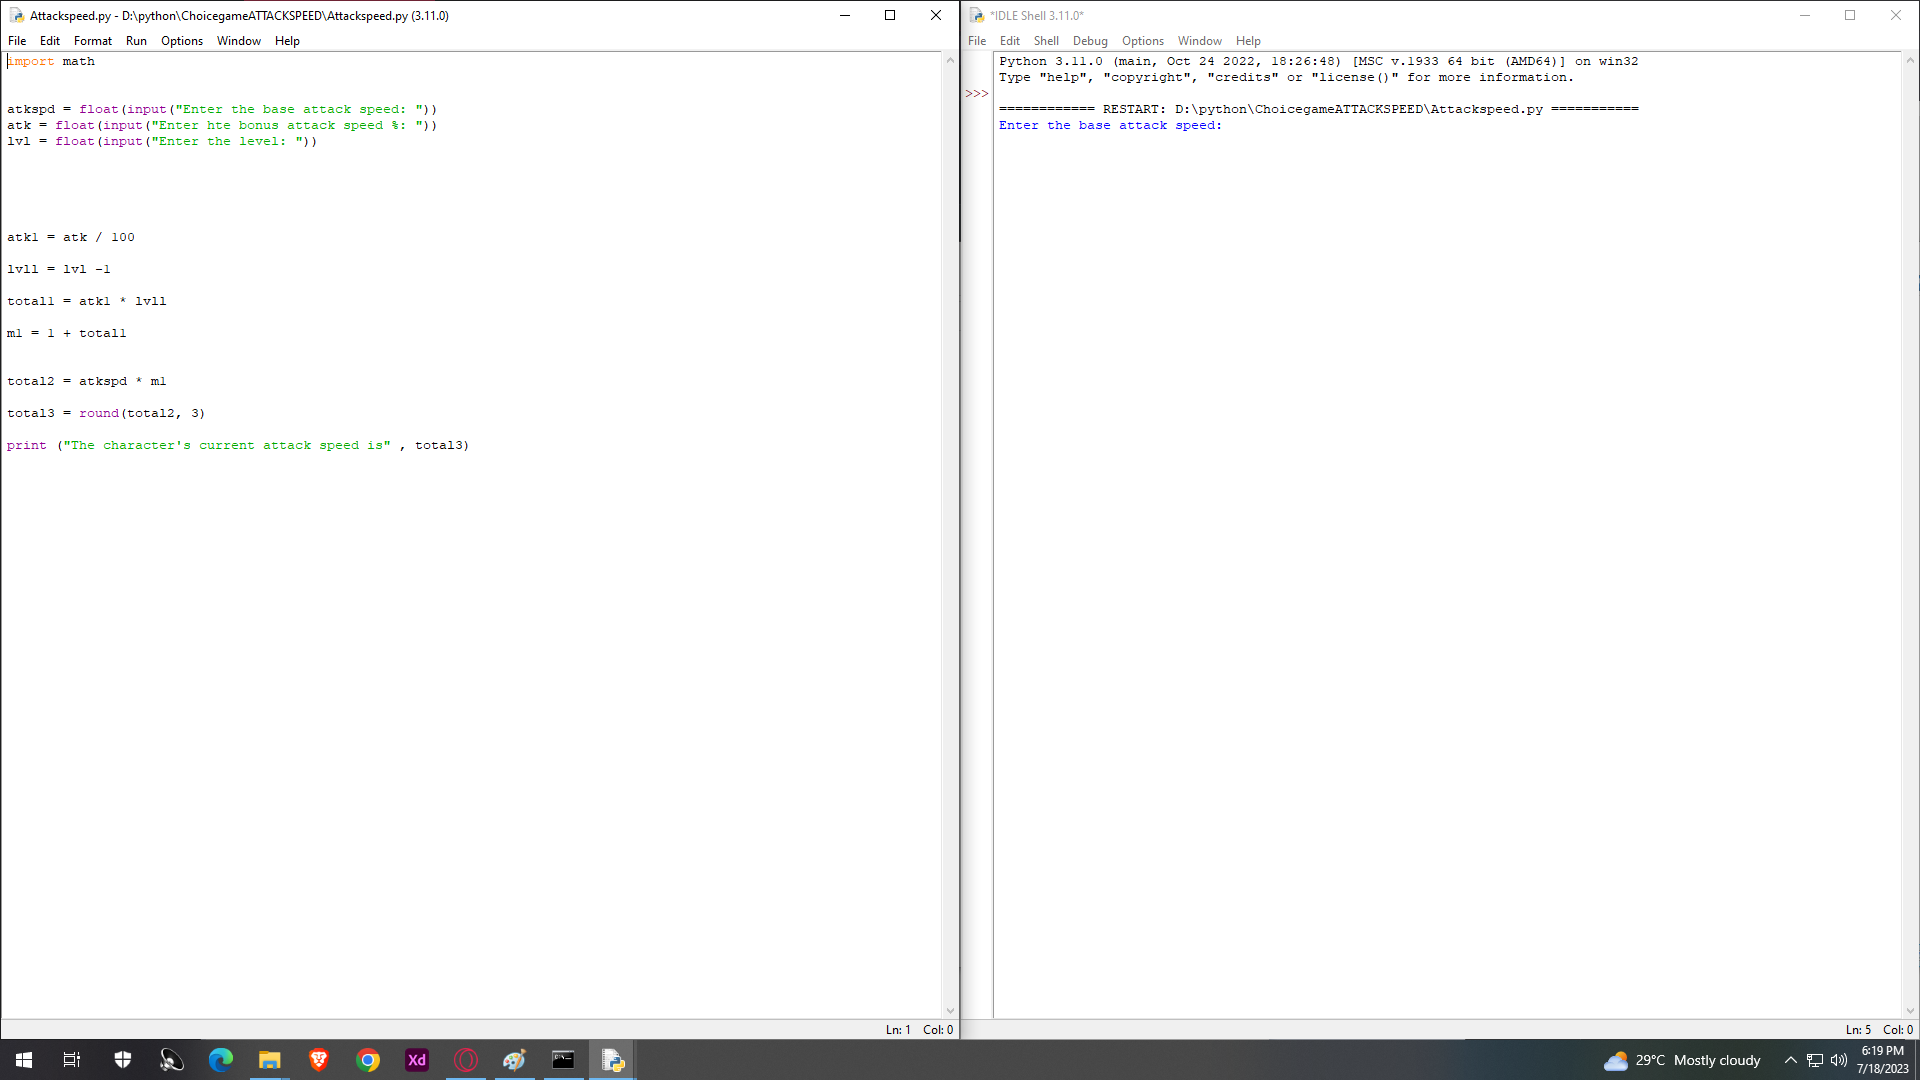 Attackspeed.py - D:\python\ChoicegameATTACKSPEED\Attackspeed.py (3.11.0)
File Edit Format Run Options Window Help
import math
atkspd = float(input("Enter the base attack speed: "))
atk = float(input("Enter hte bonus attack speed %: "))
lvl = float(input("Enter the level: "))
atk1 = atk / 100
lvl1 = lvl -1
total1 = atk1 * lvl1
m1 = 1 + total1
total2 = atkspd * m1
total3 = round(total2, 3)
print ("The character's current attack speed is" , total3)
Ln: 1 Col: 0
*IDLE Shell 3.11.0*
File Edit Shell Debug Options Window Help
Python 3.11.0 (main, Oct 24 2022, 18:26:48) [MSC v.1933 64 bit (AMD64)] on win32
Type "help", "copyright", "credits" or "license()" for more information.
>>>
============ RESTART: D:\python\ChoicegameATTACKSPEED\Attackspeed.py ===========
Enter the base attack speed:
Ln: 5 Col: 0
Xd
29°C Mostly cloudy
6:19 PM
7/18/2023